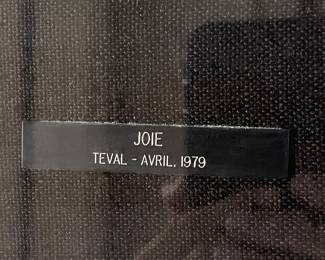 JOIE
TEVAL - AVRIL, 1979